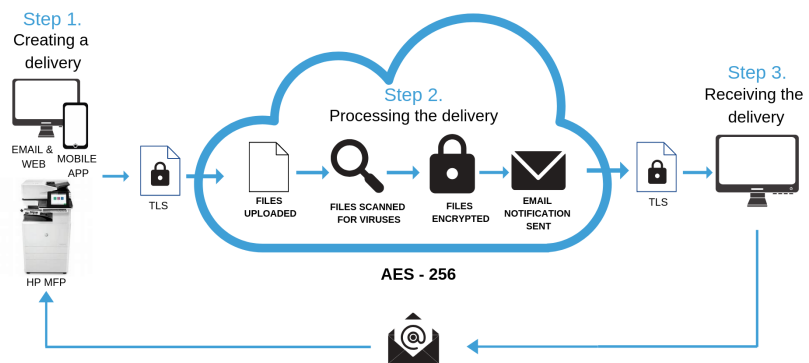 Step 1.
Creating a
delivery
EMAIL &
WEB
MOBILE
APP
HP MFP
TLS
Step 2.
Processing the delivery
FILES
UPLOADED
FILES SCANNED
FOR VIRUSES
FILES
ENCRYPTED
EMAIL
NOTIFICATION
SENT
AES - 256
TLS
Step 3.
Receiving the
delivery
@